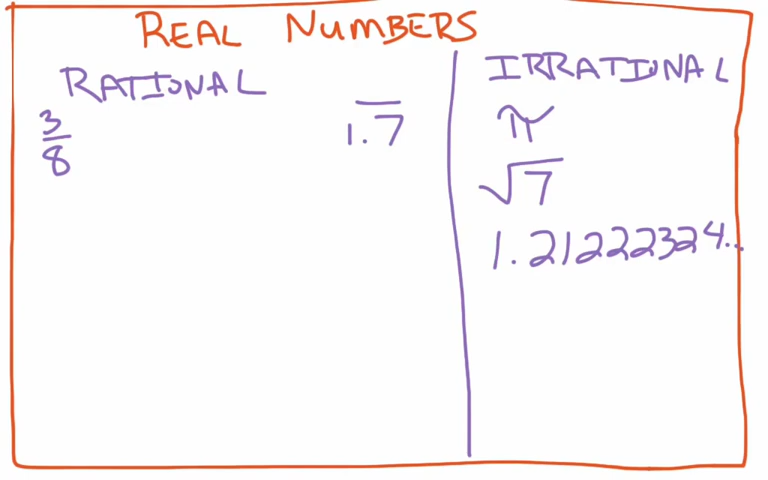 REAL NUMBERS
RATIONAL
IRRATIONAL
3/8
1.7̅
π
√7
1.21222324..